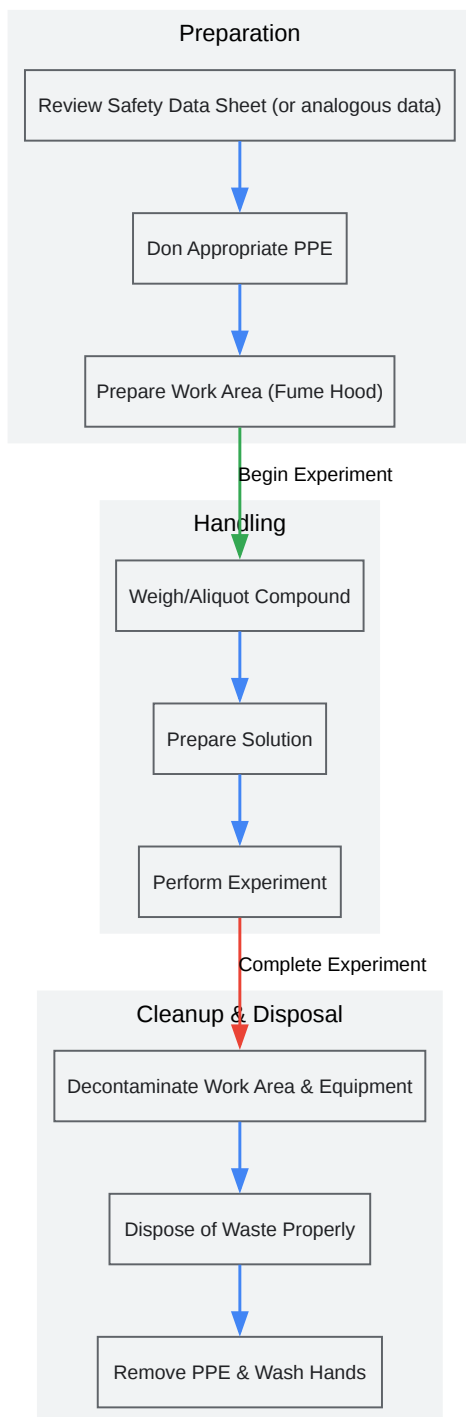 Preparation
Review Safety Data Sheet (or analogous data)
Don Appropriate PPE
Prepare Work Area (Fume Hood)
Begin Experiment
Handling
Weigh/Aliquot Compound
Prepare Solution
Perform Experiment
Complete Experiment
Cleanup & Disposal
Decontaminate Work Area & Equipment
Dispose of Waste Properly
Remove PPE & Wash Hands